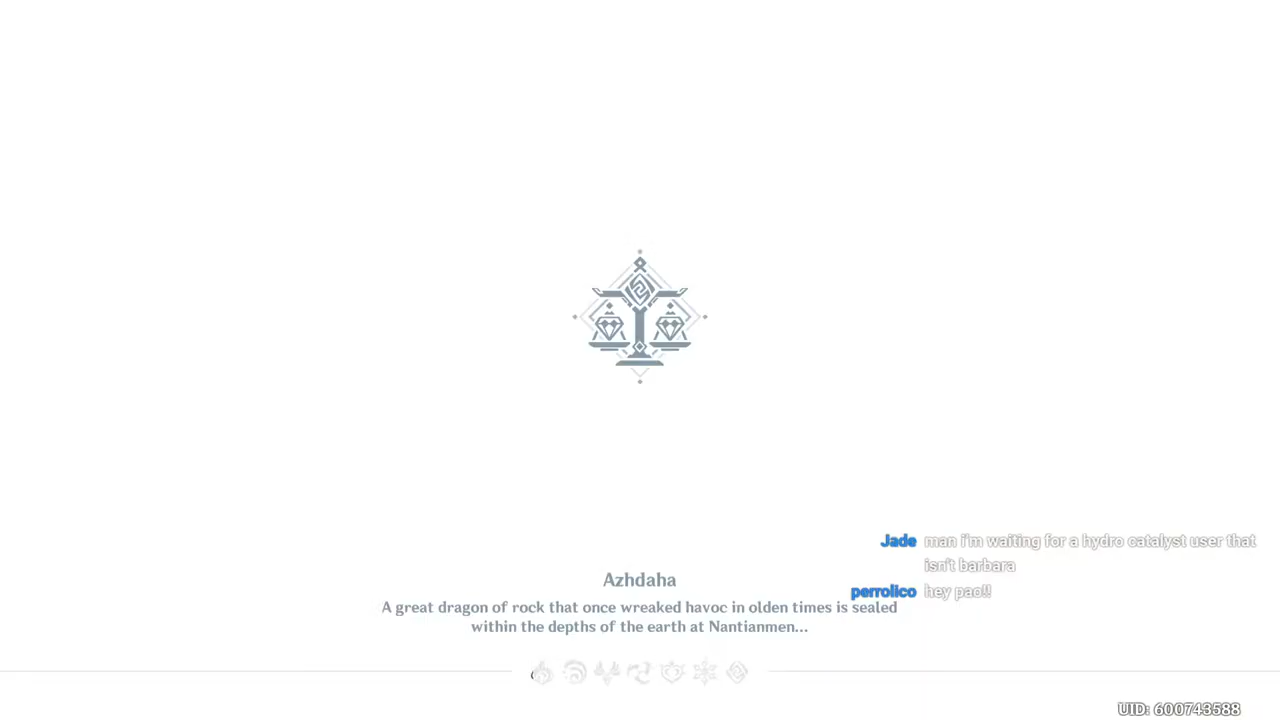 Jade man i'm waiting for a hydro catalyst user that
isn't barbara
Azhdaha
perrolico hey pao!!
A great dragon of rock that once wreaked havoc in olden times is sealed
within the depths of the earth at Nantianmen...
UID: 600743588